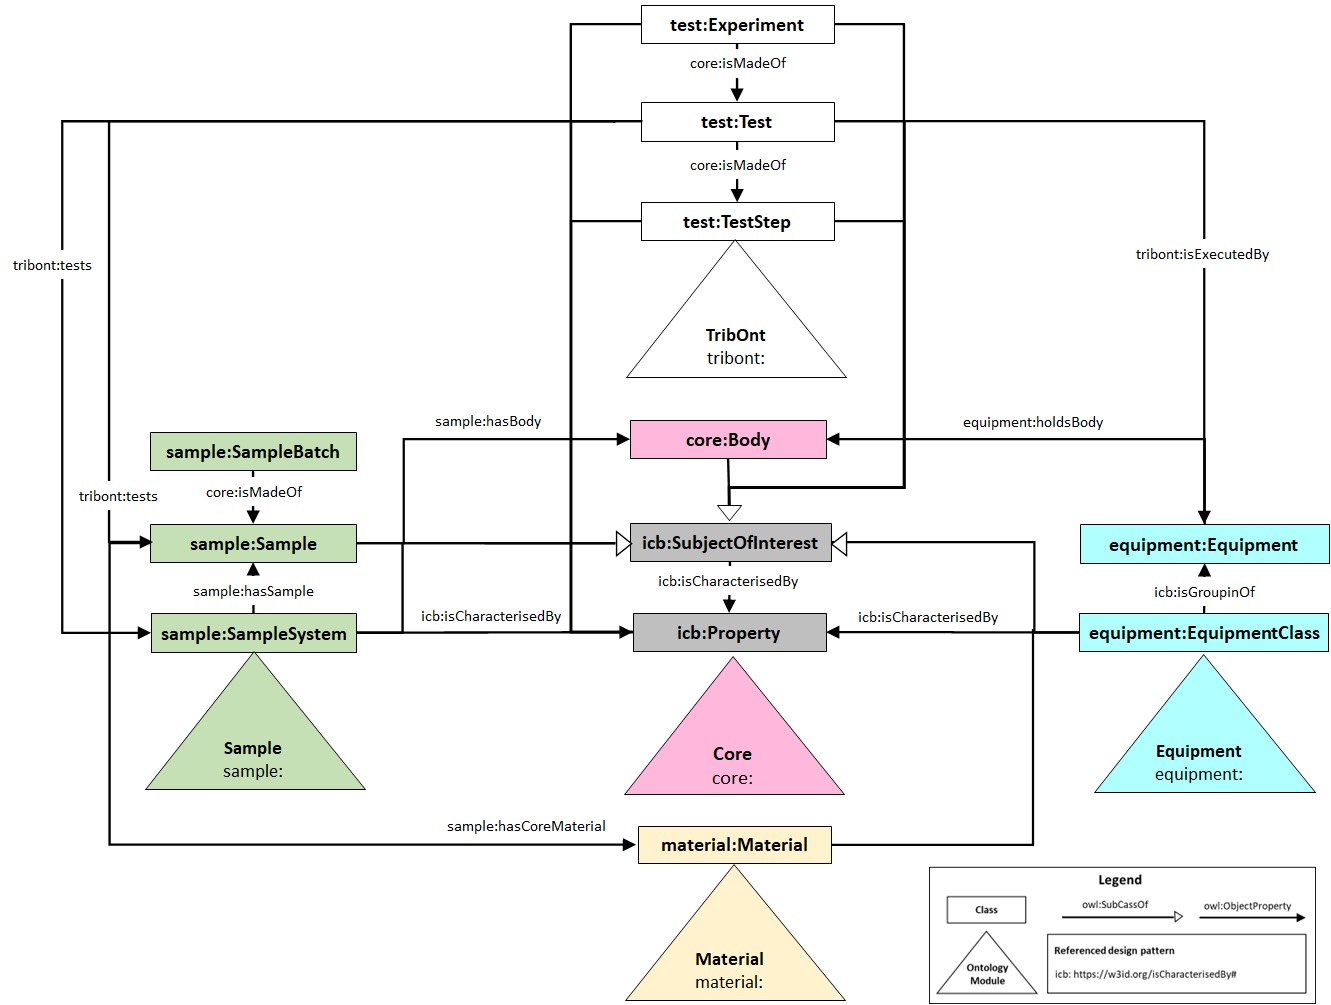 test:Experiment
core:isMadeOf
test:Test
core:isMadeOf
test:TestStep
tribont:tests
tribont:isExecutedBy
TribOnt
tribont:
sample:hasBody
core:Body
equipment:holdsBody
sample:SampleBatch
core:isMadeOf
tribont:tests
sample:Sample
icb:SubjectOfInterest
equipment:Equipment
sample:hasSample
icb:isCharacterisedBy
icb:isGroupinOf
icb:isCharacterisedBy
icb:isCharacterisedBy
sample:SampleSystem
icb:Property
equipment:EquipmentClass
Sample
sample:
Core
core:
Equipment
equipment:
sample:hasCoreMaterial
material:Material
Material
material:
Legend
Class
owl:SubCassOf
owl:ObjectProperty
Ontology
Module
Referenced design pattern
icb: https://w3id.org/isCharacterisedBy#